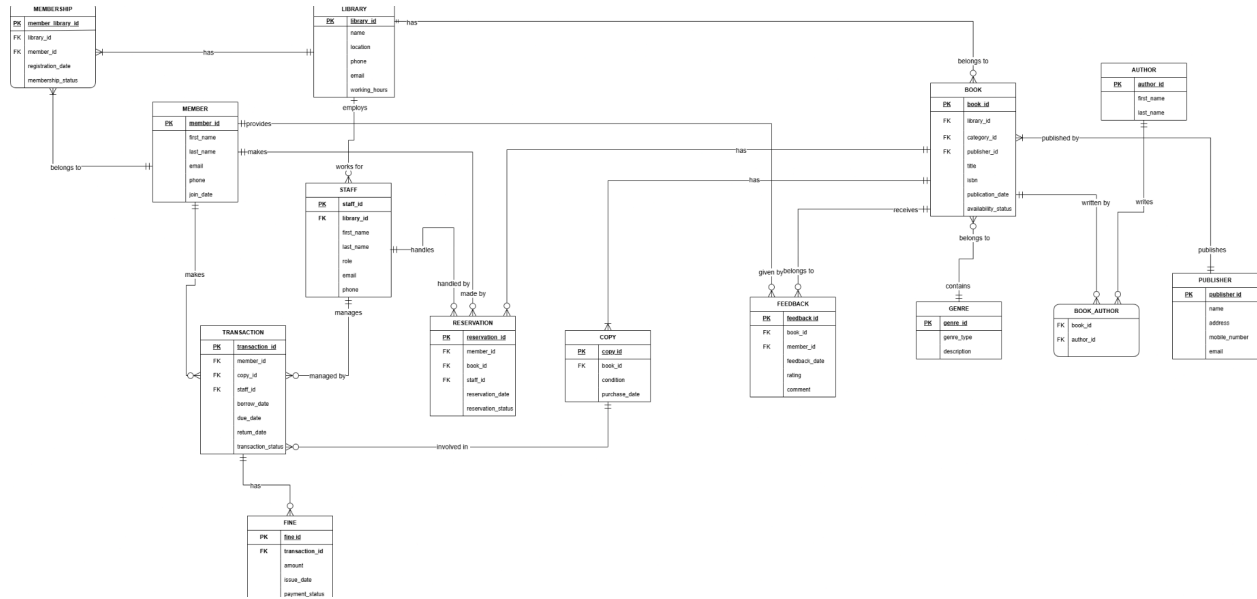 MEMBERSHIP
PK member_library_id
FK library_id
FK member_id
registration_date
membership_status
LIBRARY
PK library_id
name
location
phone
email
working_hours
has
has
belongs to
employs
works for
MEMBER
PK member_id
first_name
last_name
email
phone
join_date
belongs to
provides
makes
makes
STAFF
PK staff_id
FK library_id
first_name
last_name
role
email
phone
handles
handled by
made by
manages
managed by
BOOK
PK book_id
FK library_id
FK category_id
FK publisher_id
title
isbn
publication_date
availability_status
has
has
receives
belongs to
contains
published by
publishes
written by
writes
AUTHOR
PK author_id
first_name
last_name
PUBLISHER
PK publisher_id
name
address
mobile_number
email
BOOK_AUTHOR
FK book_id
FK author_id
GENRE
PK genre_id
genre_type
description
given by
belongs to
FEEDBACK
PK feedback_id
FK book_id
FK member_id
feedback_date
rating
comment
COPY
PK copy_id
FK book_id
condition
purchase_date
RESERVATION
PK reservation_id
FK member_id
FK book_id
FK staff_id
reservation_date
reservation_status
TRANSACTION
PK transaction_id
FK member_id
FK copy_id
FK staff_id
borrow_date
due_date
return_date
transaction_status
involved in
has
FINE
PK fine_id
FK transaction_id
amount
issue_date
payment_status